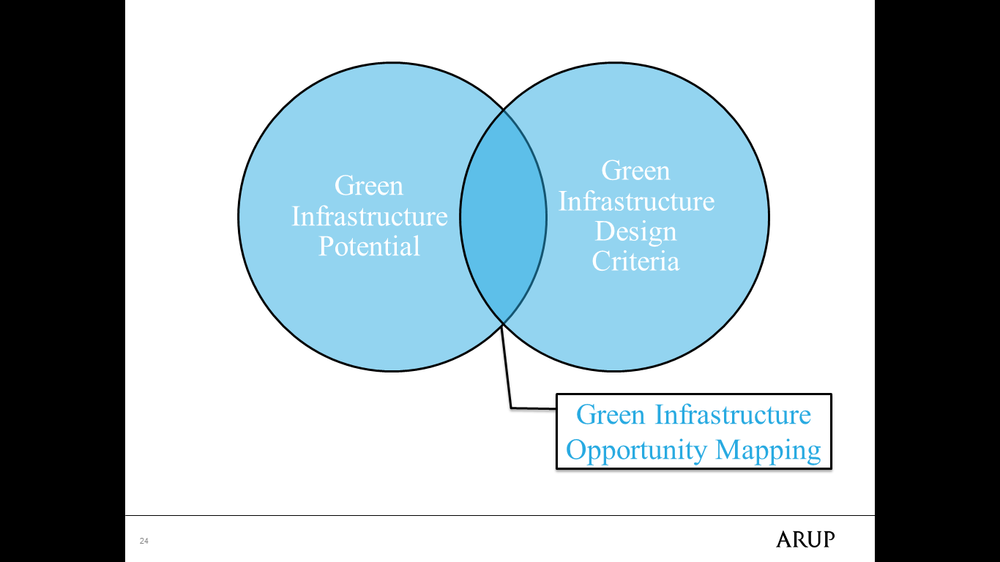 Green
Infrastructure
Potential
Green
Infrastructure
Design
Criteria
Green Infrastructure
Opportunity Mapping
24
ARUP